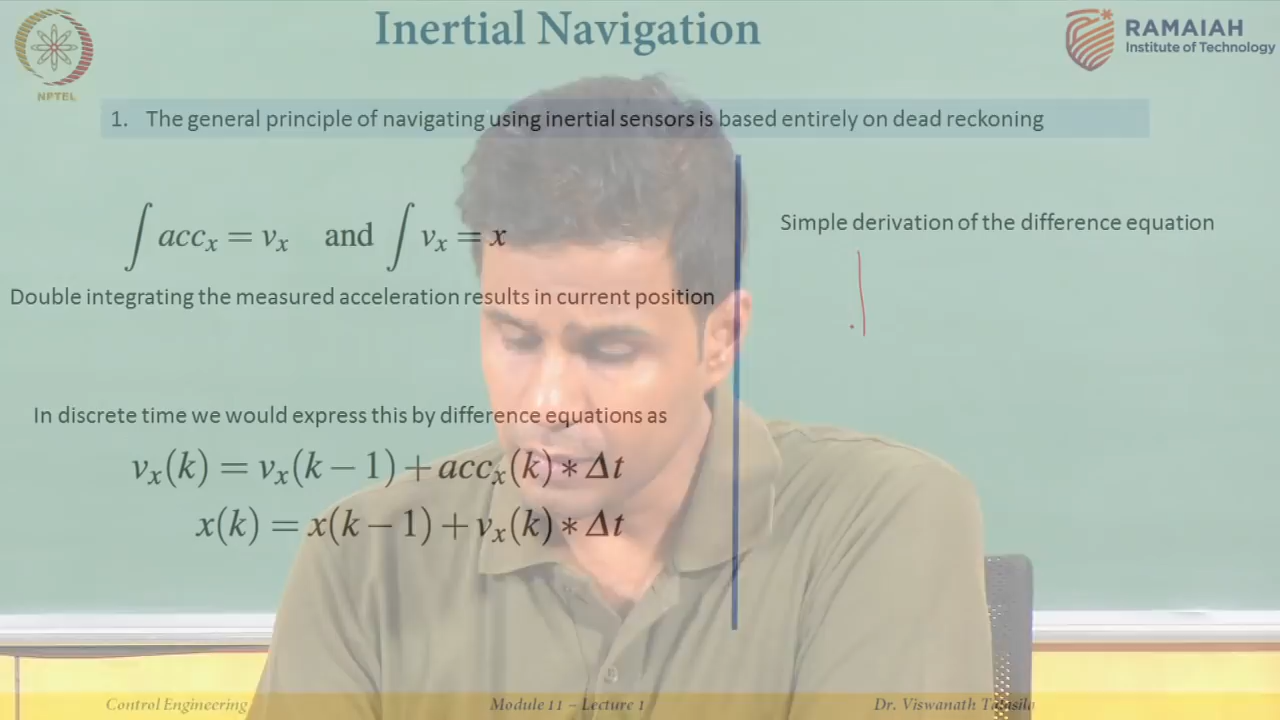 Inertial Navigation
NPTEL
RAMAIAH
Institute of Technology
1. The general principle of navigating using inertial sensors is based entirely on dead reckoning
∫ acc_x = v_x and ∫ v_x = x
Double integrating the measured acceleration results in current position
In discrete time we would express this by difference equations as
v_x(k) = v_x(k − 1) + acc_x(k) ∗ Δt
x(k) = x(k − 1) + v_x(k) ∗ Δt
Simple derivation of the difference equation
Control Engineering
Module 11 – Lecture 1
Dr. Viswanath Talasila